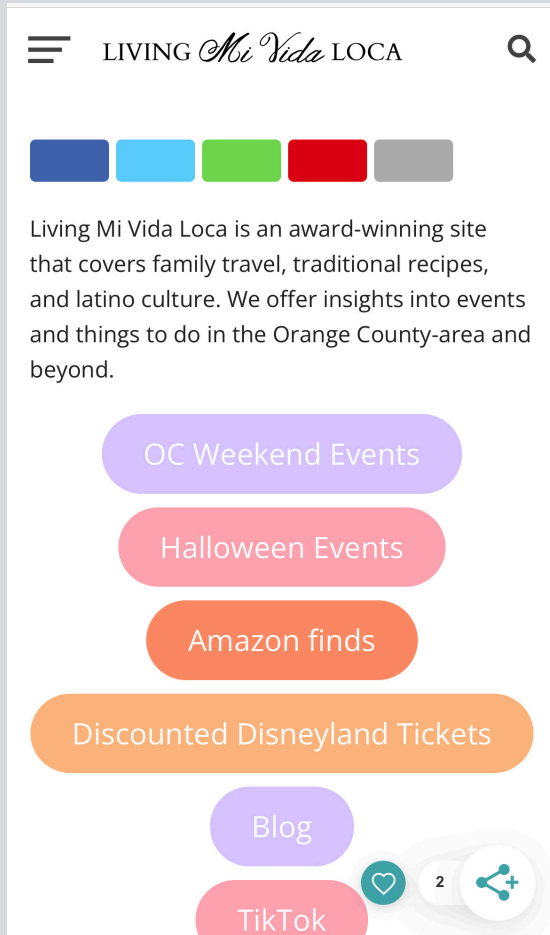 LIVING Mi Vida LOCA
Living Mi Vida Loca is an award-winning site
that covers family travel, traditional recipes,
and latino culture. We offer insights into events
and things to do in the Orange County-area and
beyond.
OC Weekend Events
Halloween Events
Amazon finds
Discounted Disneyland Tickets
Blog
2
TikTok